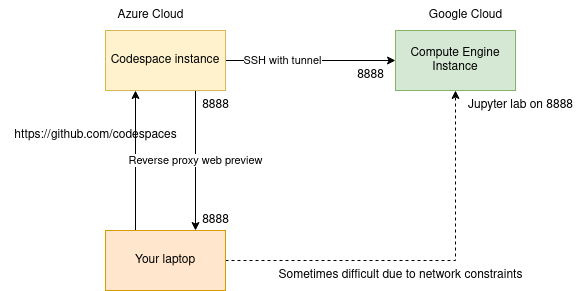 Azure Cloud
Google Cloud
Codespace instance
SSH with tunnel
Compute Engine
Instance
8888
8888
Jupyter lab on 8888
https://github.com/codespaces
Reverse proxy web preview
8888
Your laptop
Sometimes difficult due to network constraints